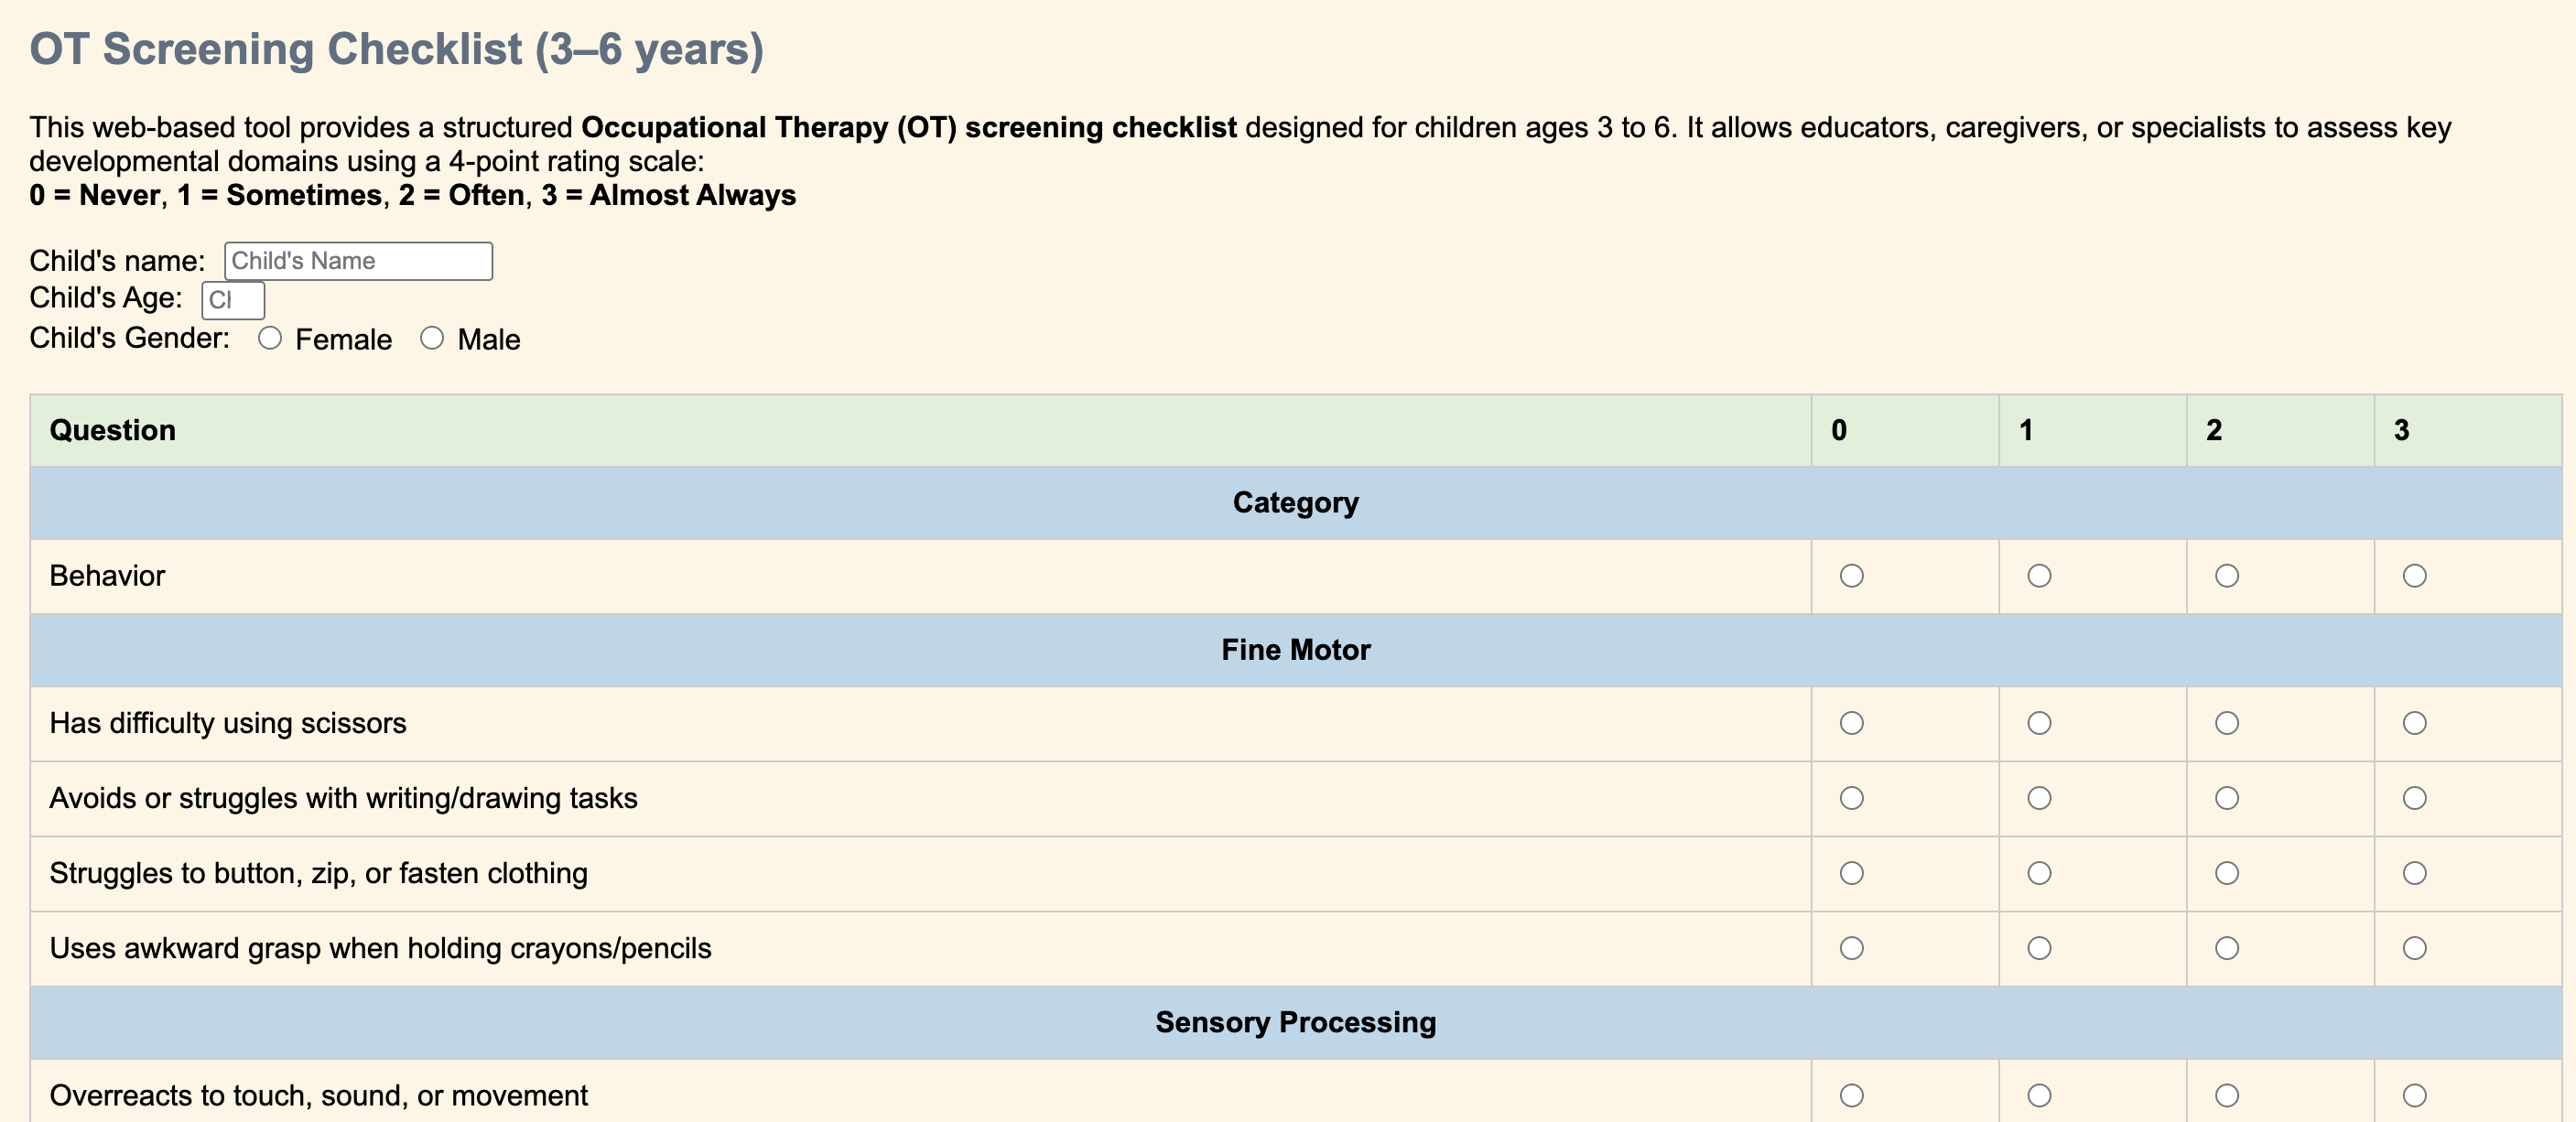 OT Screening Checklist (3–6 years)
This web-based tool provides a structured Occupational Therapy (OT) screening checklist designed for children ages 3 to 6. It allows educators, caregivers, or specialists to assess key
developmental domains using a 4-point rating scale:
0 = Never, 1 = Sometimes, 2 = Often, 3 = Almost Always
Child's name: Child's Name
Child's Age:
Child's Gender: Female Male
Question 0 1 2 3
Category
Behavior
Fine Motor
Has difficulty using scissors
Avoids or struggles with writing/drawing tasks
Struggles to button, zip, or fasten clothing
Uses awkward grasp when holding crayons/pencils
Sensory Processing
Overreacts to touch, sound, or movement